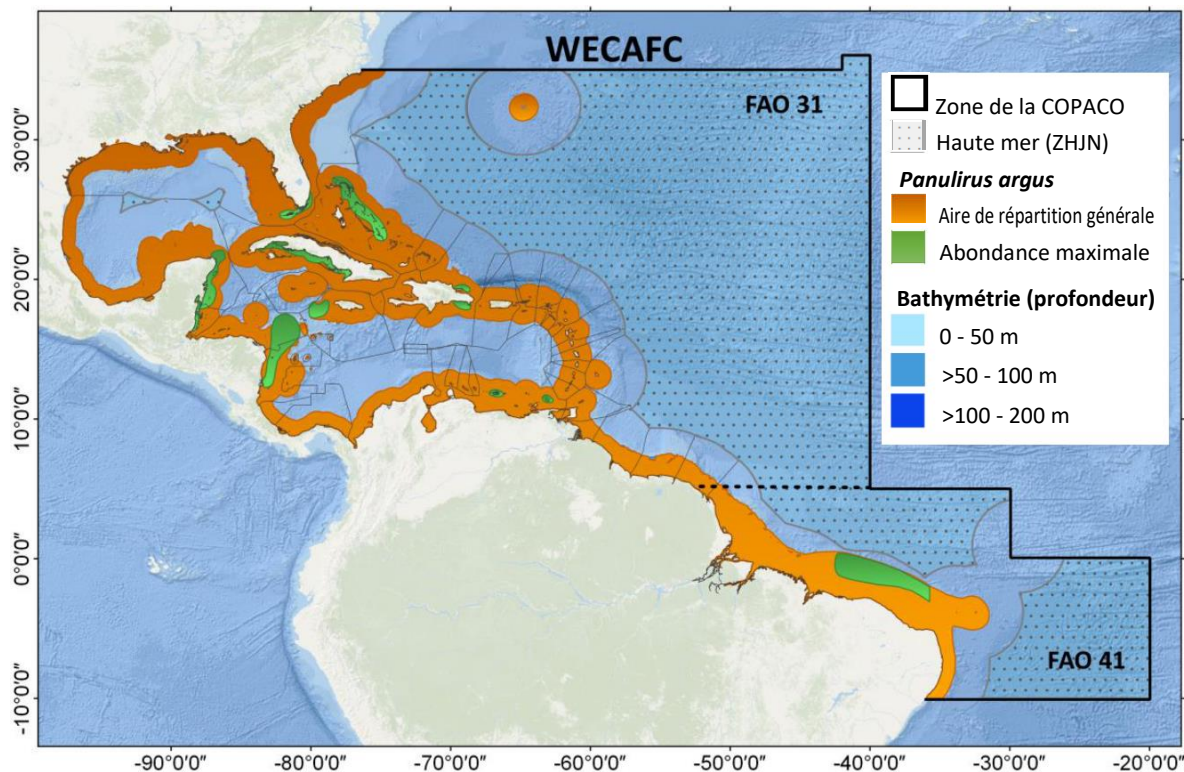 WECAFC
FAO 31
Zone de la COPACO
Haute mer (ZHJN)
Panulirus argus
Aire de répartition générale
Abondance maximale
Bathymétrie (profondeur)
0 - 50 m
>50 - 100 m
>100 - 200 m
FAO 41
30°0'0"
20°0'0"
10°0'0"
0°0'0"
-10°0'0"
-90°0'0"
-80°0'0"
-70°0'0"
-60°0'0"
-50°0'0"
-40°0'0"
-30°0'0"
-20°0'0"